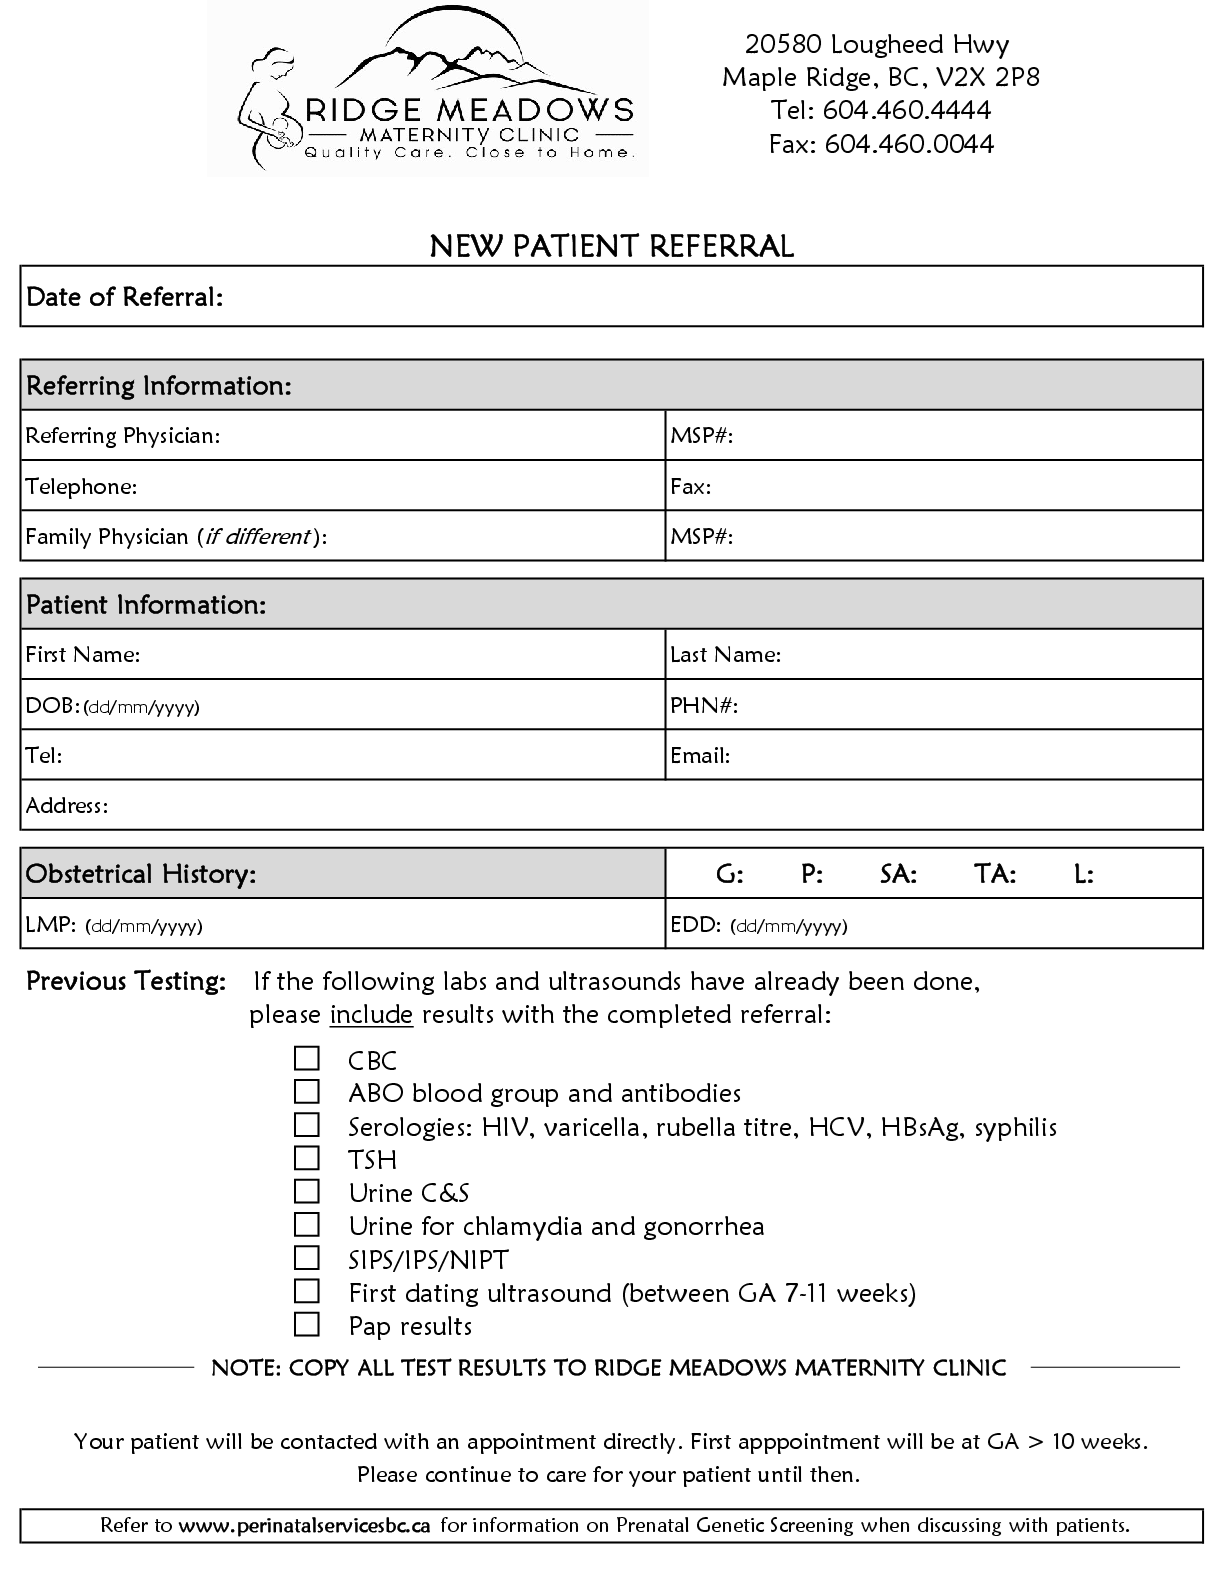 RIDGE MEADOWS
MATERNITY CLINIC
Quality Care. Close to Home.
20580 Lougheed Hwy
Maple Ridge, BC, V2X 2P8
Tel: 604.460.4444
Fax: 604.460.0044
NEW PATIENT REFERRAL
Date of Referral:
Referring Information:
Referring Physician: MSP#:
Telephone: Fax:
Family Physician (if different): MSP#:
Patient Information:
First Name: Last Name:
DOB: (dd/mm/yyyy) PHN#:
Tel: Email:
Address:
Obstetrical History: G: P: SA: TA: L:
LMP: (dd/mm/yyyy) EDD: (dd/mm/yyyy)
Previous Testing: If the following labs and ultrasounds have already been done,
please include results with the completed referral:
CBC
ABO blood group and antibodies
Serologies: HIV, varicella, rubella titre, HCV, HBsAg, syphilis
TSH
Urine C&S
Urine for chlamydia and gonorrhea
SIPS/IPS/NIPT
First dating ultrasound (between GA 7-11 weeks)
Pap results
NOTE: COPY ALL TEST RESULTS TO RIDGE MEADOWS MATERNITY CLINIC
Your patient will be contacted with an appointment directly. First apppointment will be at GA > 10 weeks.
Please continue to care for your patient until then.
Refer to www.perinatalservicesbc.ca for information on Prenatal Genetic Screening when discussing with patients.